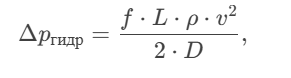 Δp_гидр = (f · L · ρ · v²) / (2 · D),